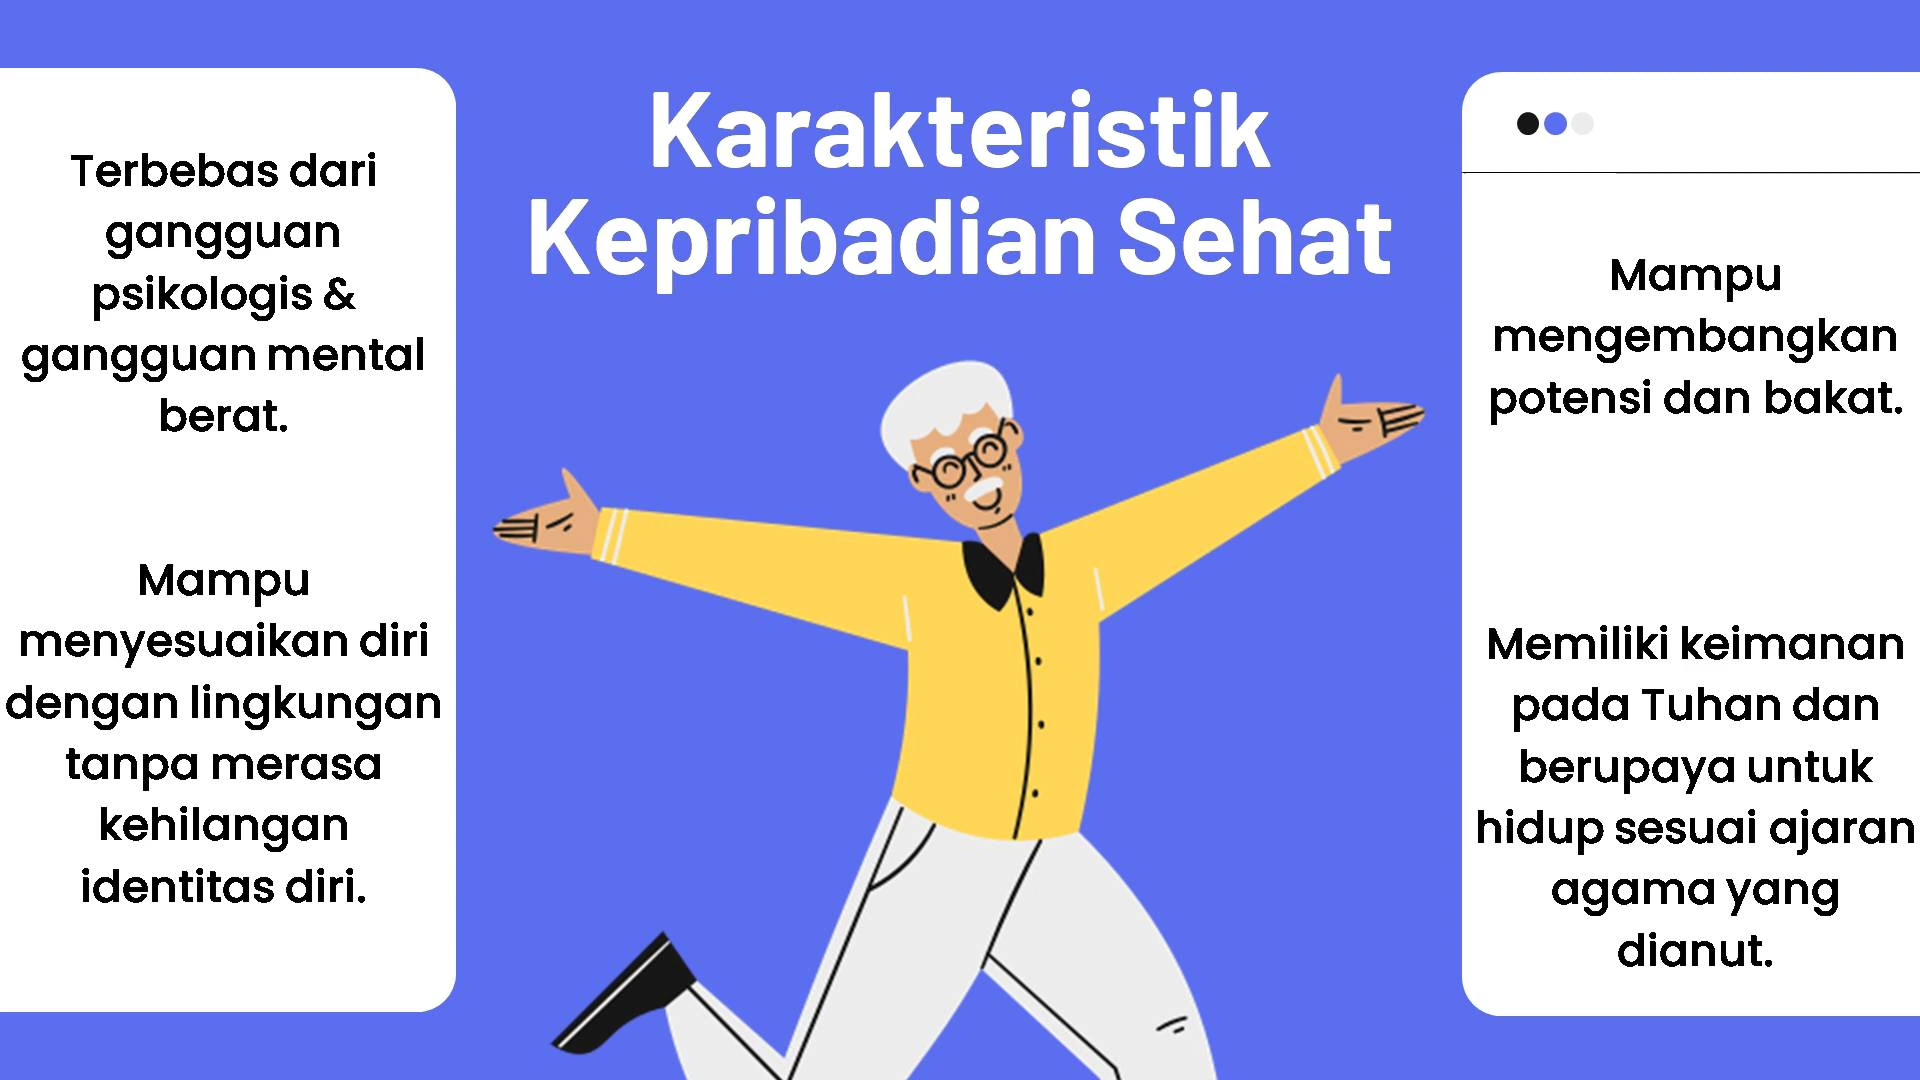 Karakteristik
Kepribadian Sehat
Terbebas dari
gangguan
psikologis &
gangguan mental
berat.
Mampu
menyesuaikan diri
dengan lingkungan
tanpa merasa
kehilangan
identitas diri.
Mampu
mengembangkan
potensi dan bakat.
Memiliki keimanan
pada Tuhan dan
berupaya untuk
hidup sesuai ajaran
agama yang
dianut.